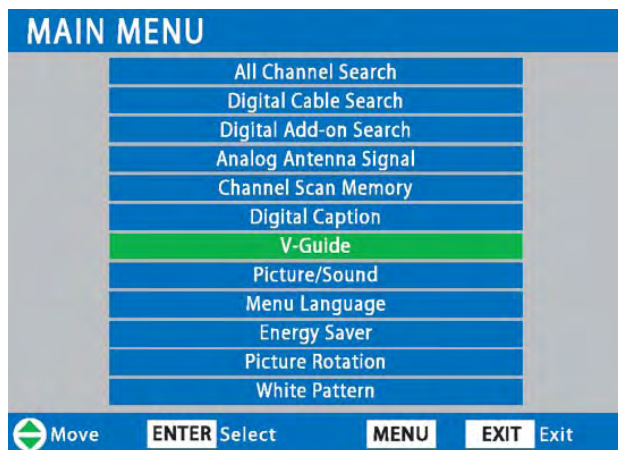 MAIN MENU
All Channel Search
Digital Cable Search
Digital Add-on Search
Analog Antenna Signal
Channel Scan Memory
Digital Caption
V-Guide
Picture/Sound
Menu Language
Energy Saver
Picture Rotation
White Pattern
Move ENTER Select MENU EXIT Exit